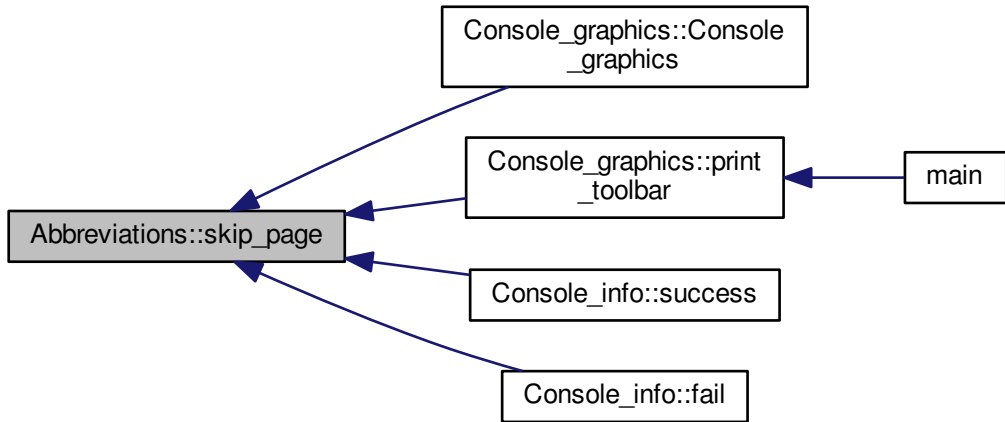 Console_graphics::Console
_graphics
Console_graphics::print
_toolbar
main
Abbreviations::skip_page
Console_info::success
Console_info::fail